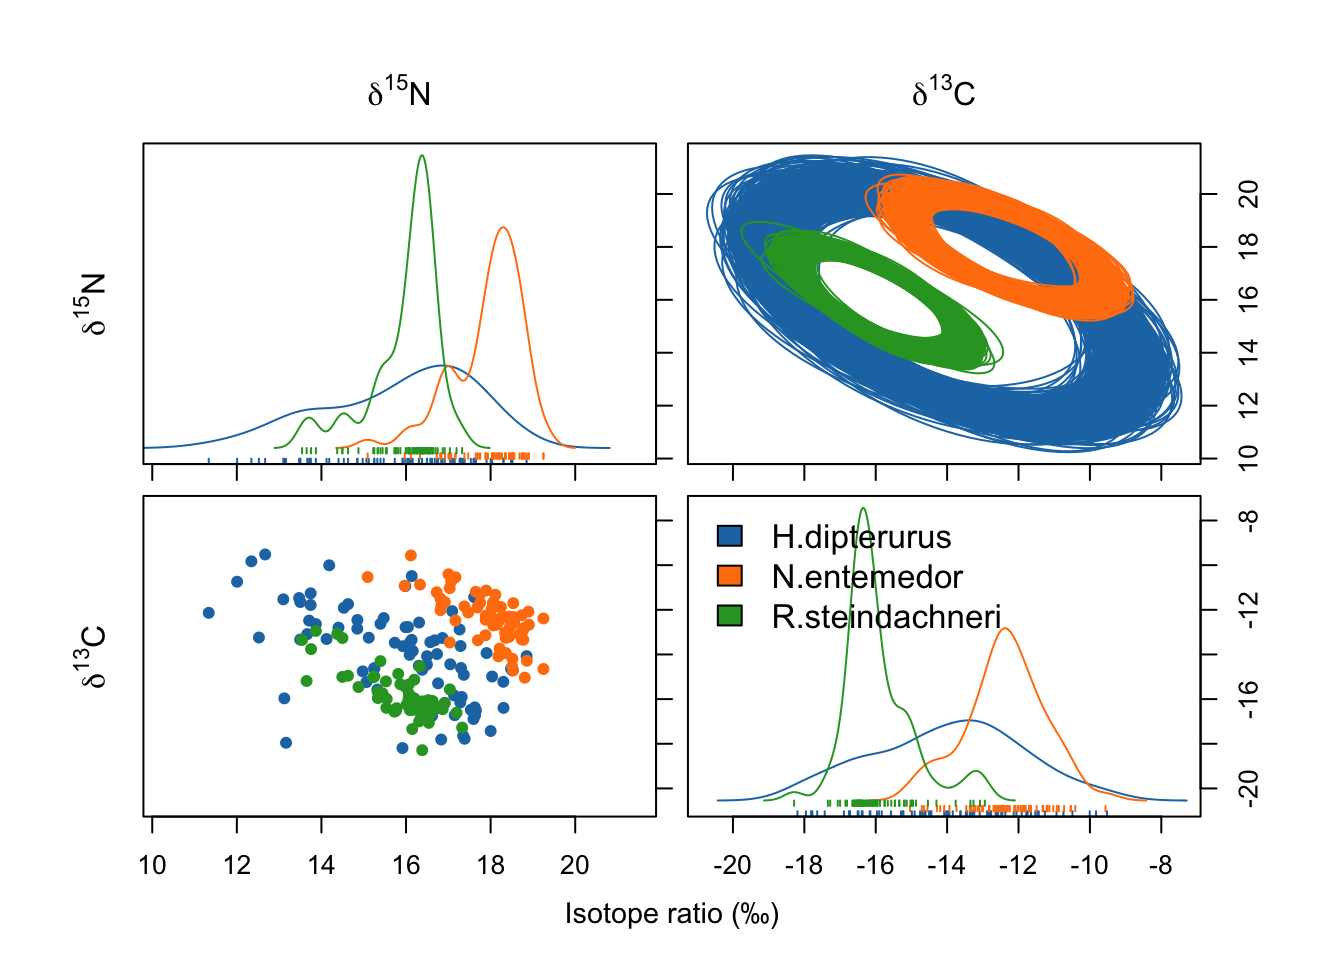 δ15N δ13C
δ15N
20
18
16
14
12
10
δ13C
H.dipterurus
N.entemedor
R.steindachneri
-8
-12
-16
-20
10 12 14 16 18 20
-20 -18 -16 -14 -12 -10 -8
Isotope ratio (‰)